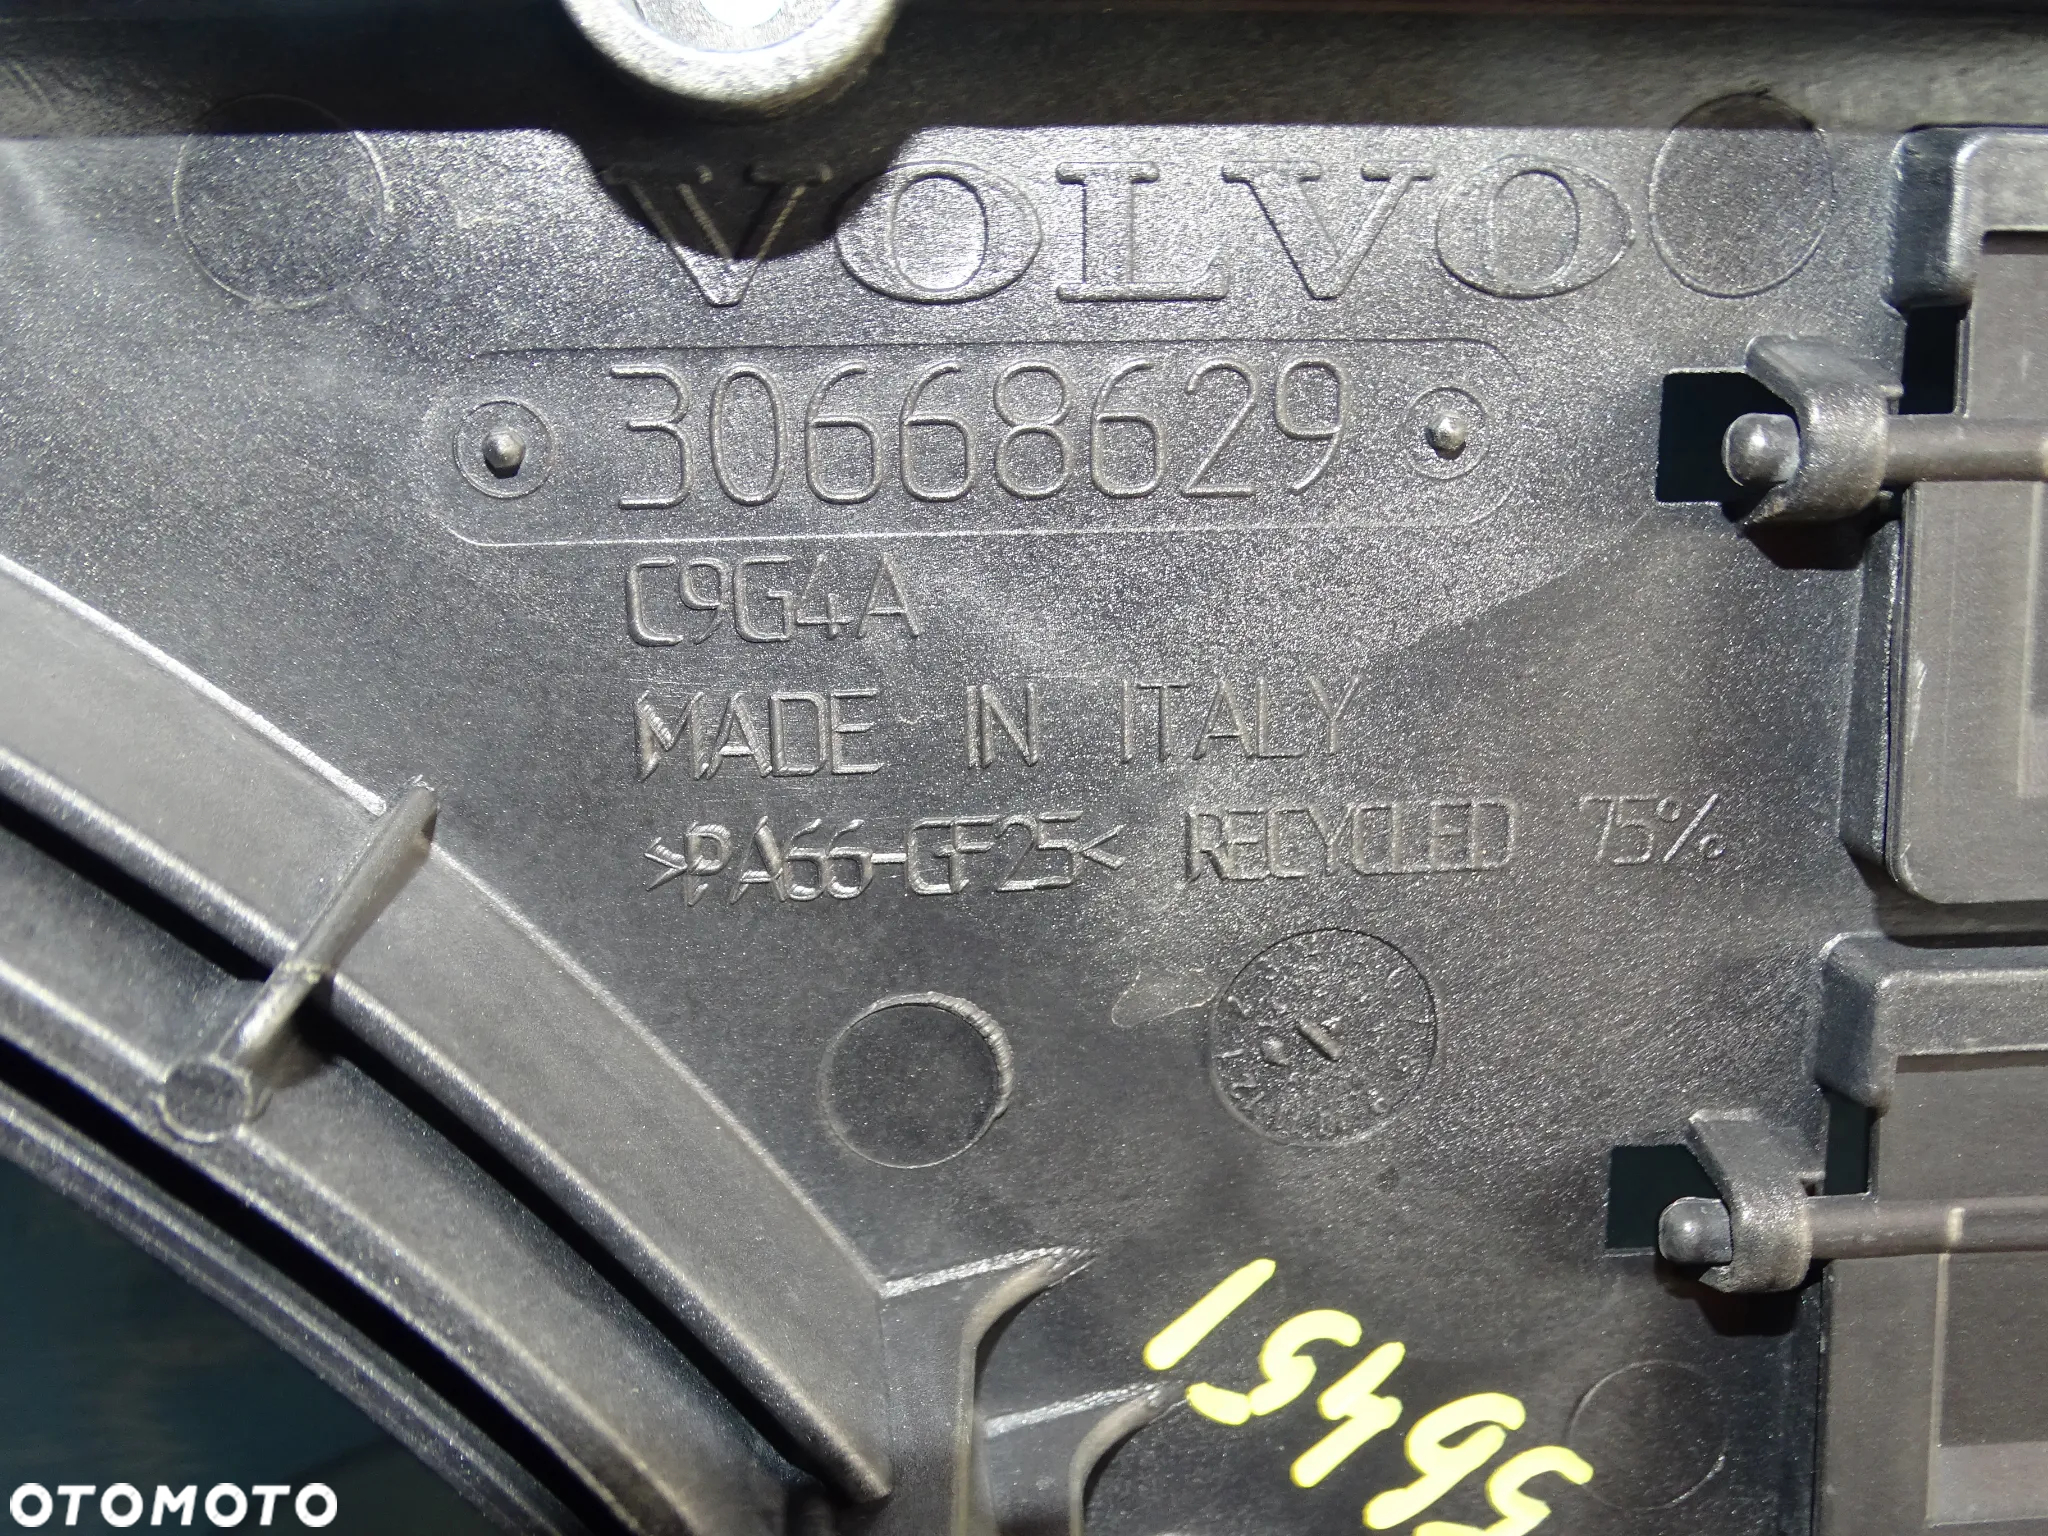 VOLVO
30668629
C9G4A
MADE IN ITALY
>PA66-GF25< RECYCLED 75%
OTOMOTO